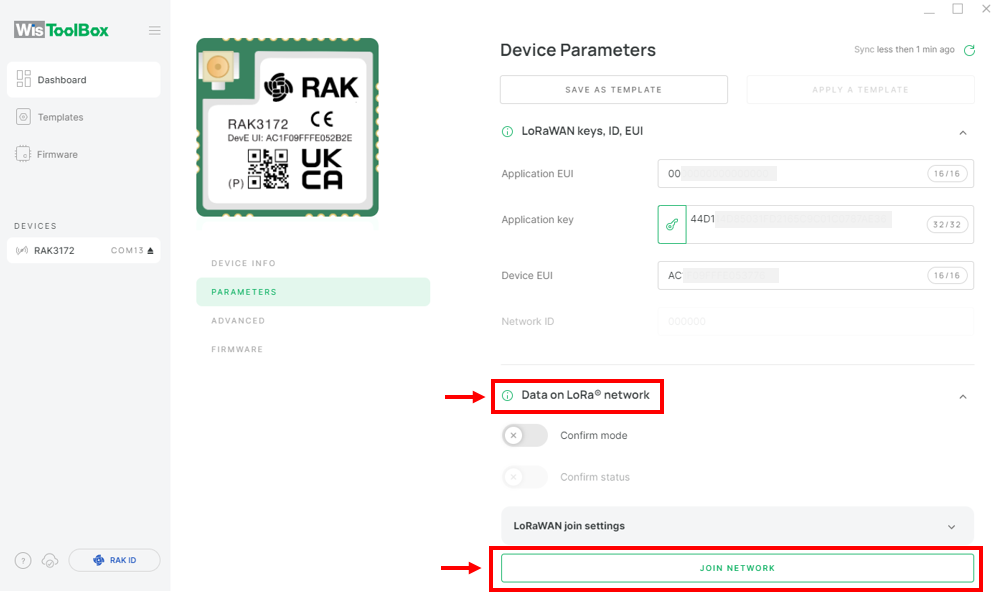 WisToolBox
Dashboard
Templates
Firmware
DEVICES
RAK3172 COM13
?
RAK ID
RAK
RAK3172 CE
DevE UI: AC1F09FFFE052B2E
(P) UK
CA
DEVICE INFO
PARAMETERS
ADVANCED
FIRMWARE
Device Parameters
Sync less then 1 min ago
SAVE AS TEMPLATE
APPLY A TEMPLATE
LoRaWAN keys, ID, EUI
Application EUI 00 16/16
Application key 44D1 32/32
Device EUI AC 16/16
Network ID 000000
Data on LoRa® network
Confirm mode
Confirm status
LoRaWAN join settings
JOIN NETWORK